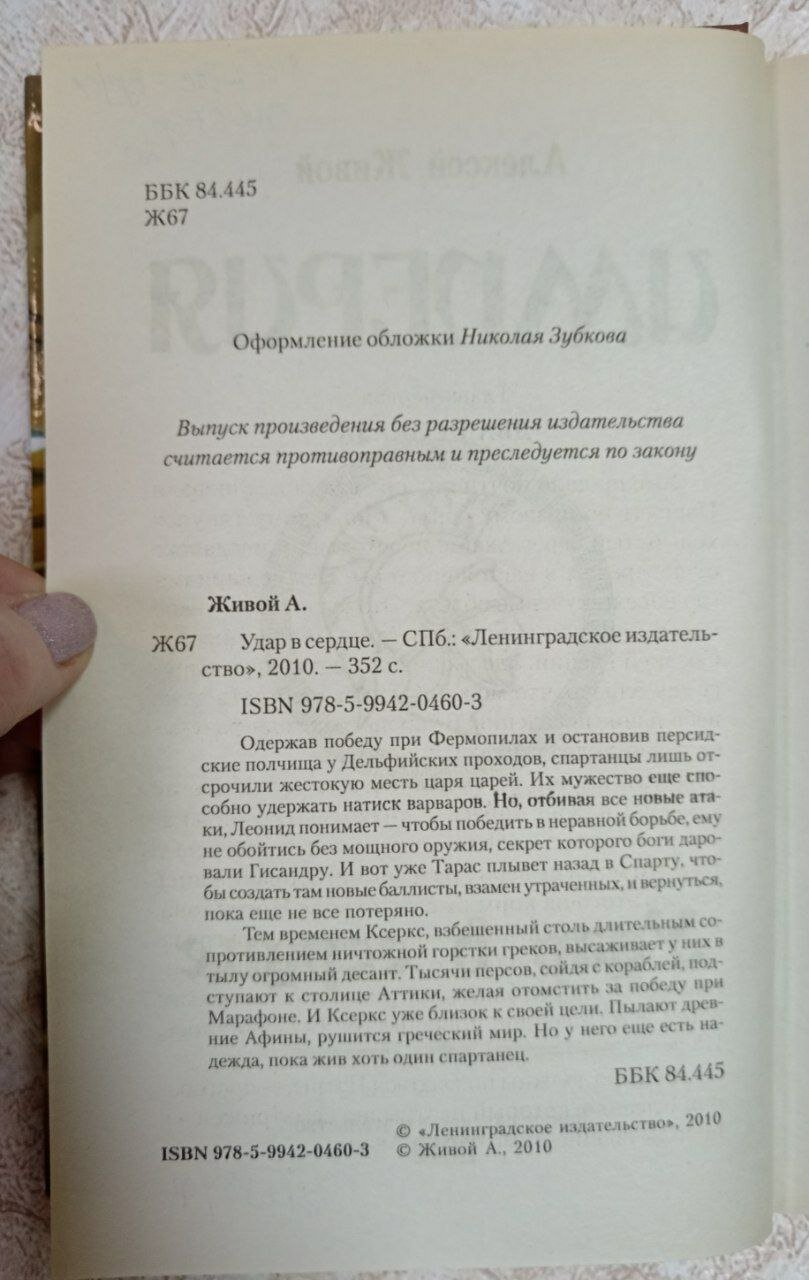 ББК 84.445
Ж67
Оформление обложки Николая Зубкова
Выпуск произведения без разрешения издательства
считается противоправным и преследуется по закону
Живой А.
Ж67 Удар в сердце. — СПб.: «Ленинградское издатель-
ство», 2010. — 352 с.
ISBN 978-5-9942-0460-3
Одержав победу при Фермопилах и остановив персид-
ские полчища у Дельфийских проходов, спартанцы лишь от-
срочили жестокую месть царя царей. Их мужество еще спо-
собно удержать натиск варваров. Но, отбивая все новые ата-
ки, Леонид понимает — чтобы победить в неравной борьбе, ему
не обойтись без мощного оружия, секрет которого боги даро-
вали Гисандру. И вот уже Тарас плывет назад в Спарту, что-
бы создать там новые баллисты, взамен утраченных, и вернуться,
пока еще не все потеряно.
Тем временем Ксеркс, взбешенный столь длительным со-
противлением ничтожной горстки греков, высаживает у них в
тылу огромный десант. Тысячи персов, сойдя с кораблей, под-
ступают к столице Аттики, желая отомстить за победу при
Марафоне. И Ксеркс уже близок к своей цели. Пылают древ-
ние Афины, рушится греческий мир. Но у него еще есть на-
дежда, пока жив хоть один спартанец.
ББК 84.445
© «Ленинградское издательство», 2010
ISBN 978-5-9942-0460-3 © Живой А., 2010